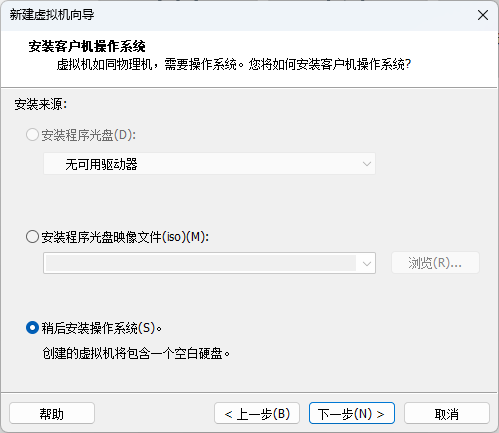 新建虚拟机向导
安装客户机操作系统
虚拟机如同物理机，需要操作系统。您将如何安装客户机操作系统?
安装来源:
安装程序光盘(D):
无可用驱动器
安装程序光盘映像文件(iso)(M):
浏览(R)...
稍后安装操作系统(S)。
创建的虚拟机将包含一个空白硬盘。
帮助
< 上一步(B)
下一步(N) >
取消